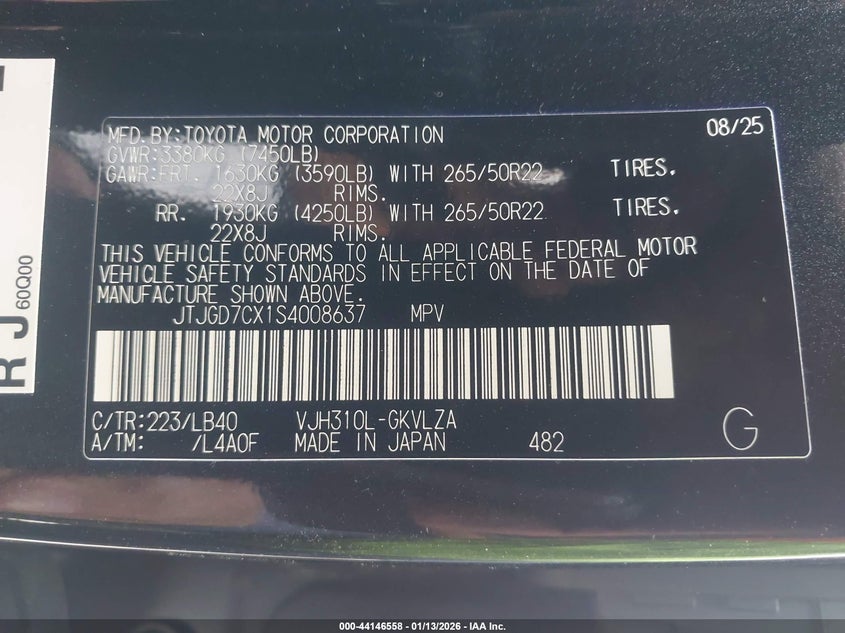 MFD.BY:TOYOTA MOTOR CORPORATION 08/25
GVWR:3380KG (7450LB)
GAWR:FRT. 1630KG (3590LB) WITH 265/50R22 TIRES.
22X8J RIMS.
RR. 1930KG (4250LB) WITH 265/50R22 TIRES.
22X8J RIMS.
THIS VEHICLE CONFORMS TO ALL APPLICABLE FEDERAL MOTOR
VEHICLE SAFETY STANDARDS IN EFFECT ON THE DATE OF
MANUFACTURE SHOWN ABOVE.
JTJGD7CX1S4008637 MPV
C/TR:223/LB40 VJH310L-GKVLZA
A/TM: /L4A0F MADE IN JAPAN 482
G
RJ
60Q00
000-44146558 - 01/13/2026 - IAA Inc.